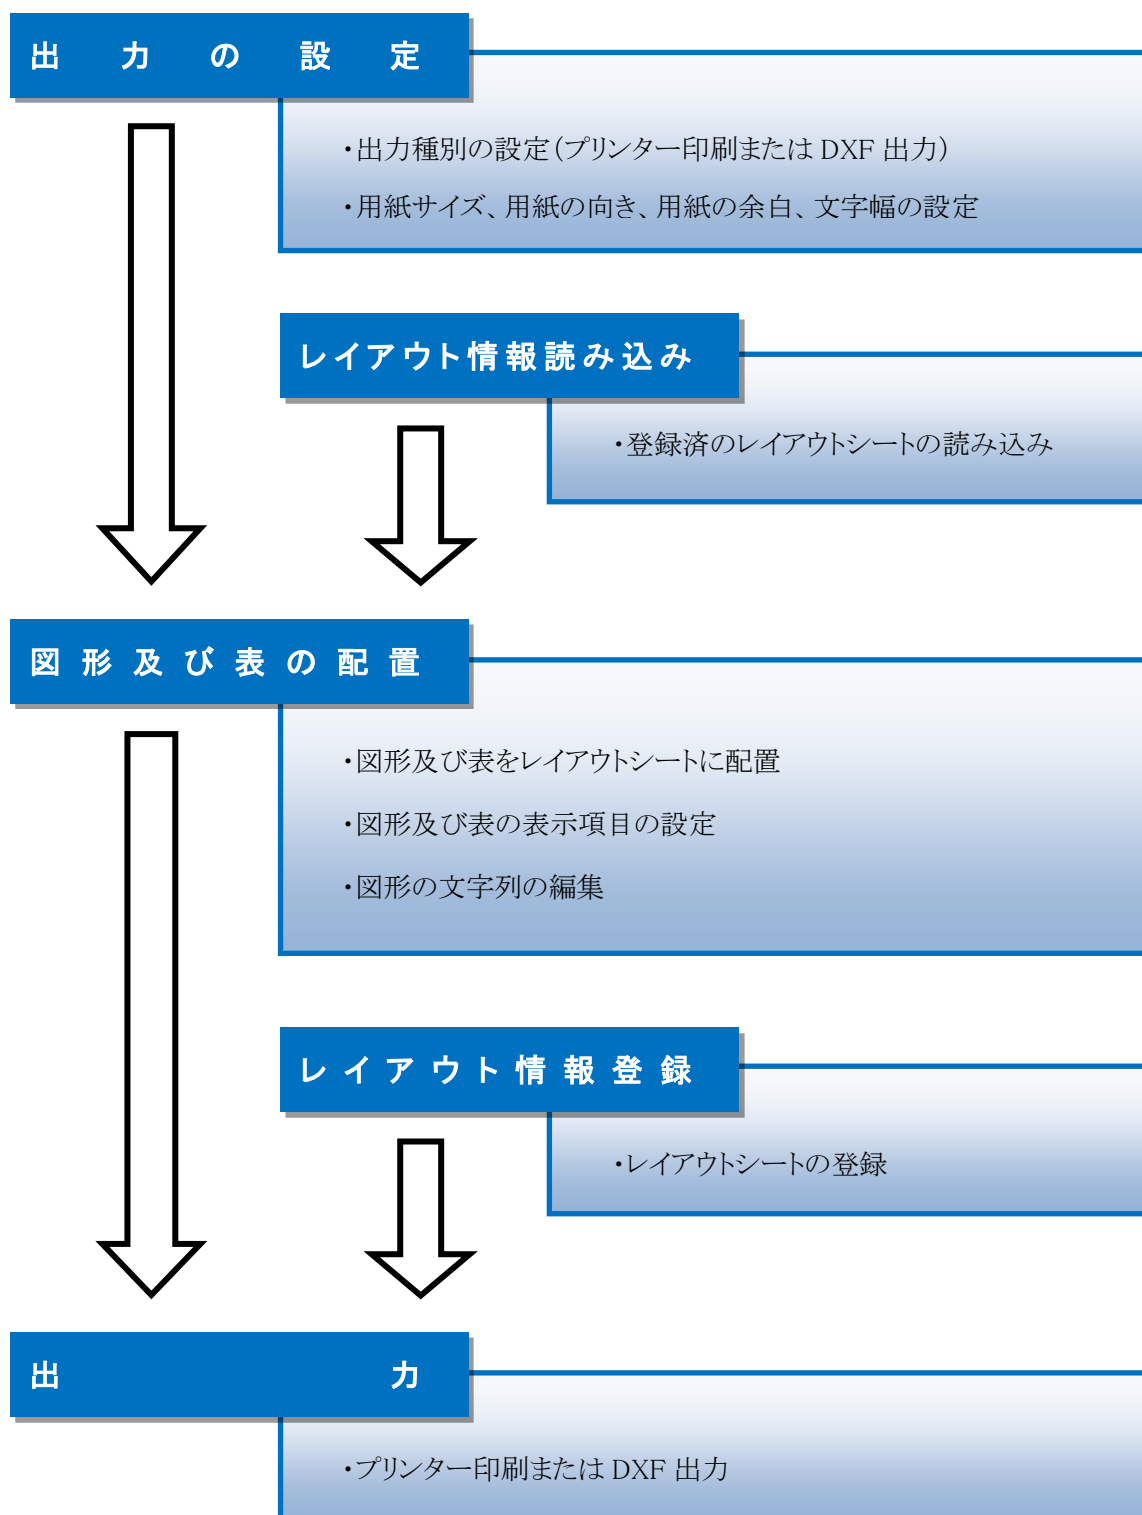 出力の設定
・出力種別の設定（プリンター印刷または DXF 出力）
・用紙サイズ、用紙の向き、用紙の余白、文字幅の設定
レイアウト情報読み込み
・登録済のレイアウトシートの読み込み
図形及び表の配置
・図形及び表をレイアウトシートに配置
・図形及び表の表示項目の設定
・図形の文字列の編集
レイアウト情報登録
・レイアウトシートの登録
出力
・プリンター印刷または DXF 出力